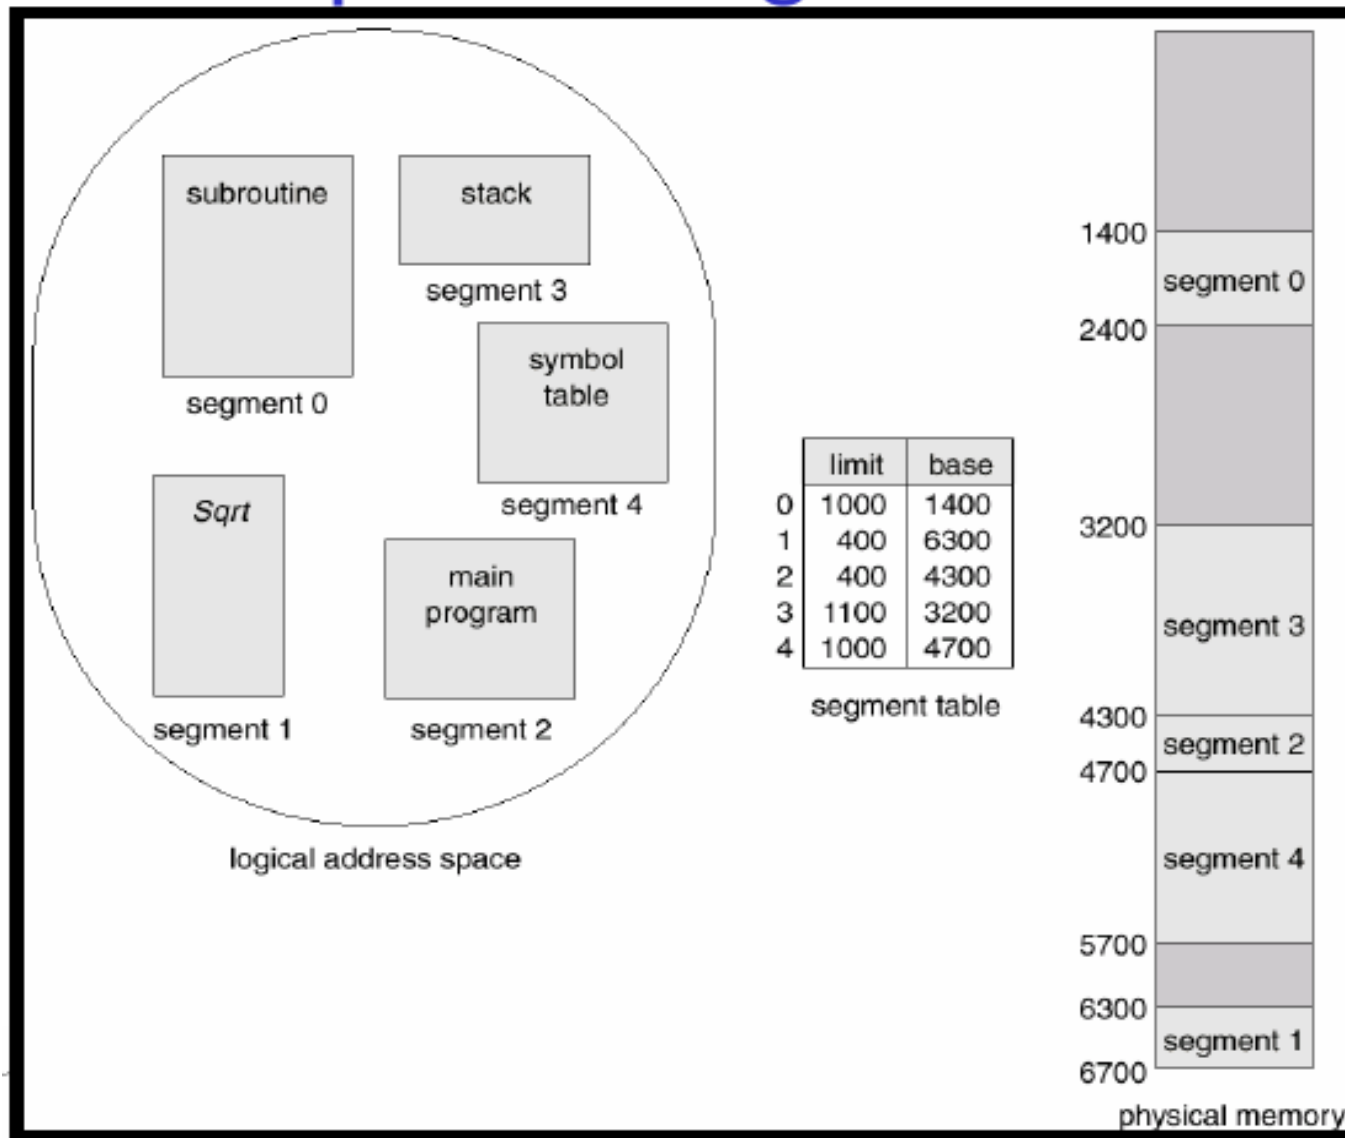 subroutine
segment 0
stack
segment 3
symbol
table
segment 4
Sqrt
segment 1
main
program
segment 2
logical address space
limit base
0 1000 1400
1 400 6300
2 400 4300
3 1100 3200
4 1000 4700
segment table
1400
segment 0
2400
3200
segment 3
4300
segment 2
4700
segment 4
5700
6300
segment 1
6700
physical memory